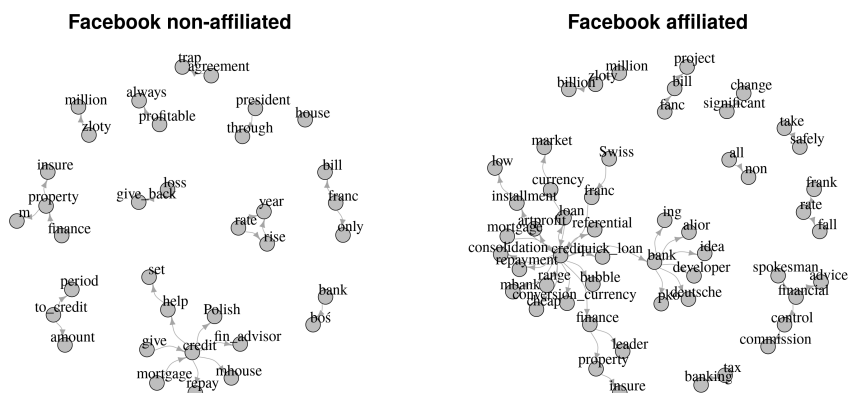 Facebook non-affiliated
Facebook affiliated
trap
agreement
million
zloty
always
profitable
president
through
house
insure
property
m
finance
give_back
loss
year
rate
rise
bill
franc
only
period
to_credit
amount
set
help
Polish
give
credit
fin_advisor
mortgage
repay
mhouse
bank
boś
million
zloty
billion
project
bill
fanc
change
significant
take
safely
all
non
market
low
currency
installment
Swiss
franc
loan
artprofit
mortgage
referential
consolidation
credit
quick_loan
repayment
range
bubble
mbank
conversion_currency
cheap
finance
leader
property
insure
ing
alior
bank
idea
developer
pko
deutsche
frank
rate
fall
spokesman
advice
financial
control
commission
tax
banking